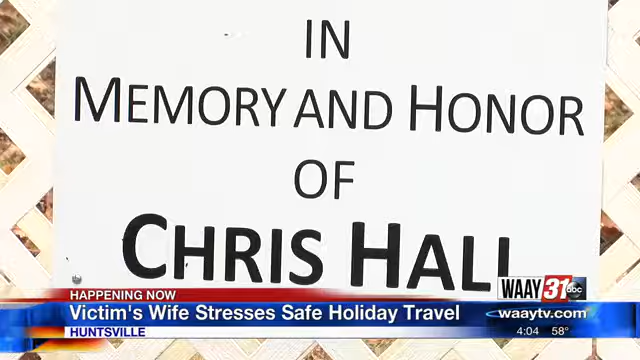 IN
MEMORY AND HONOR
OF
CHRIS HALL
HAPPENING NOW
WAAY 31 abc
Victim's Wife Stresses Safe Holiday Travel
waaytv.com
HUNTSVILLE
4:04 58°